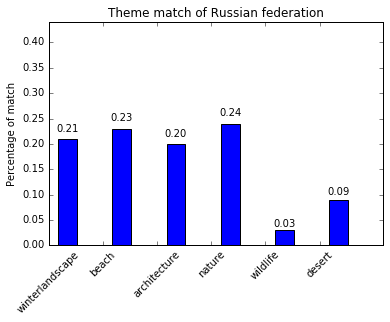 Theme match of Russian federation
Percentage of match
0.40
0.35
0.30
0.25
0.20
0.15
0.10
0.05
0.00
0.21
0.23
0.20
0.24
0.03
0.09
winterlandscape
beach
architecture
nature
wildlife
desert